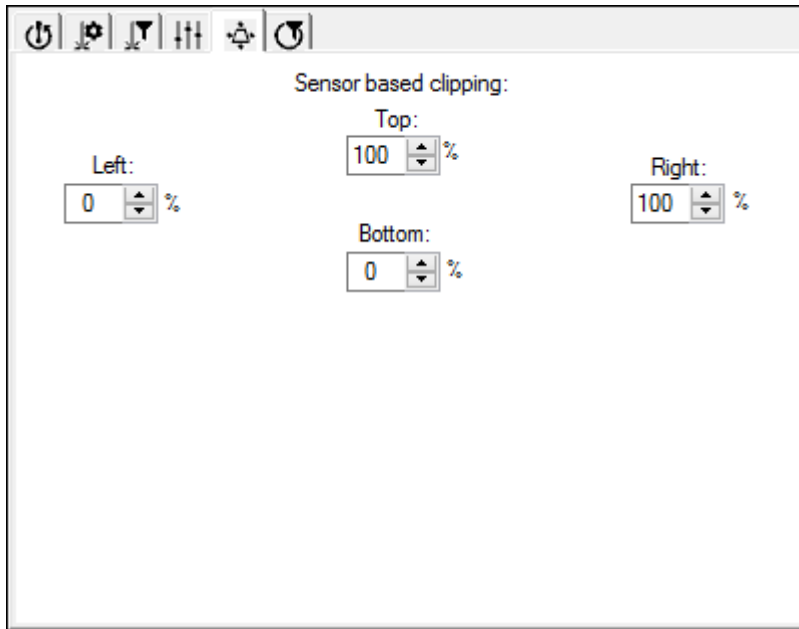 Sensor based clipping:
Top:
100 %
Left:
0 %
Right:
100 %
Bottom:
0 %